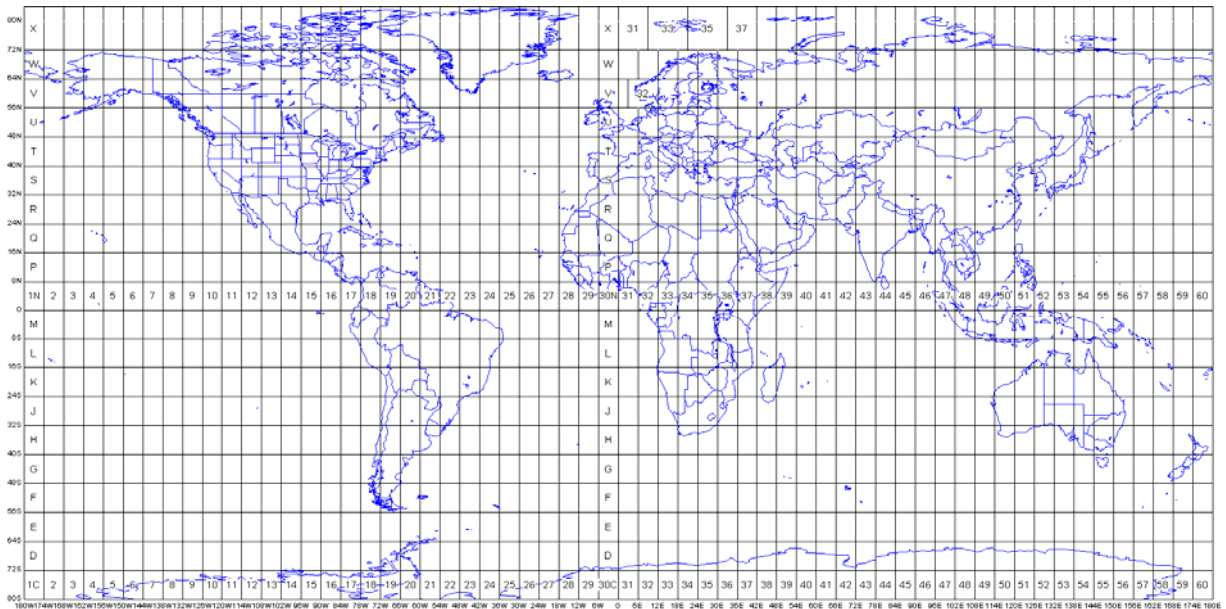 80N
X X 31 33 35 37
72N
W W
64N
V V 32
56N
U U
48N
T T
40N
S S
32N
R R
24N
Q Q
16N
P P
8N
1N 2 3 4 5 6 7 8 9 10 11 12 13 14 15 16 17 18 19 20 21 22 23 24 25 26 27 28 29 30N 31 32 33 34 35 36 37 38 39 40 41 42 43 44 45 46 47 48 49 50 51 52 53 54 55 56 57 58 59 60
0
M M
8S
L L
16S
K K
24S
J J
32S
H H
40S
G G
48S
F F
56S
E E
64S
D D
72S
1C 2 3 4 5 6 7 8 9 10 11 12 13 14 15 16 17 18 19 20 21 22 23 24 25 26 27 28 29 30C 31 32 33 34 35 36 37 38 39 40 41 42 43 44 45 46 47 48 49 50 51 52 53 54 55 56 57 58 59 60
80S
180W 174W 168W 162W 156W 150W 144W 138W 132W 126W 120W 114W 108W 102W 96W 90W 84W 78W 72W 66W 60W 54W 48W 42W 36W 30W 24W 18W 12W 6W 0 6E 12E 18E 24E 30E 36E 42E 48E 54E 60E 66E 72E 78E 84E 90E 96E 102E 108E 114E 120E 126E 132E 138E 144E 150E 156E 162E 168E 174E 180E